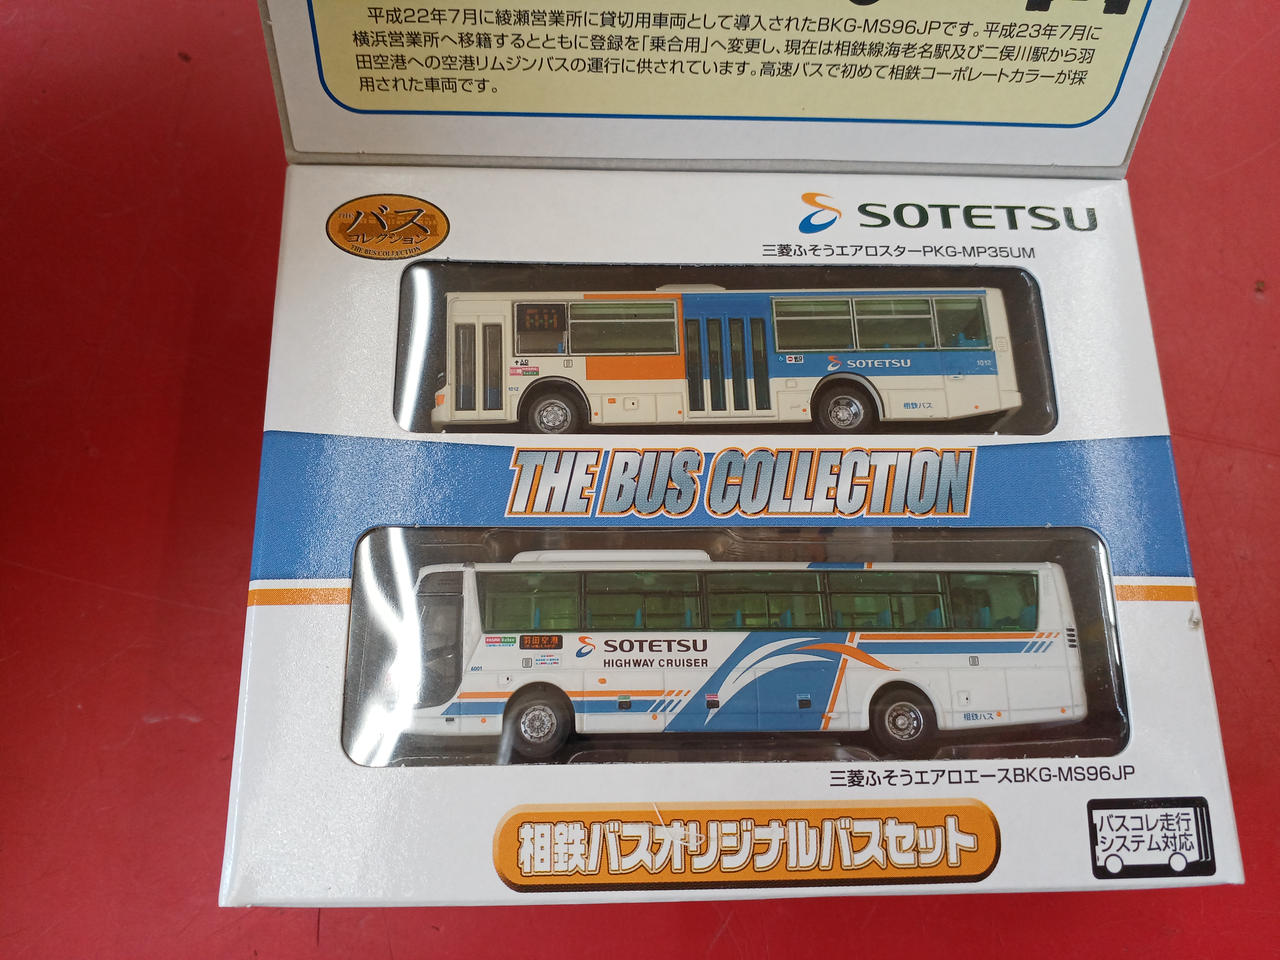 平成22年7月に綾瀬営業所に貸切用車両として導入されたBKG-MS96JPです。平成23年7月に
横浜営業所へ移籍するとともに登録を「乗合用」へ変更し、現在は相鉄線海老名駅及び二俣川駅から羽
田空港への空港リムジンバスの運行に供されています。高速バスで初めて相鉄コーポレートカラーが採
用された車両です。
THE
バス
コレクション
THE BUS COLLECTION
SOTETSU
三菱ふそうエアロスターPKG-MP35UM
入口
1012
SOTETSU
1012
相鉄バス
THE BUS COLLECTION
羽田空港
6001
SOTETSU
HIGHWAY CRUISER
相鉄バス
三菱ふそうエアロエースBKG-MS96JP
相鉄バスオリジナルバスセット
バスコレ走行
システム対応